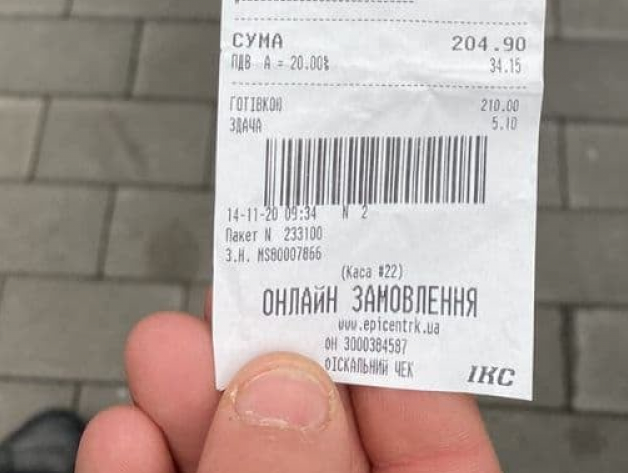 СУМА 204.90
ПДВ А = 20.00% 34.15
ГОТІВКОЮ 210.00
ЗДАЧА 5.10
14-11-20 09:34 N 2
Пакет N 233100
З.Н. MS80007866
(Каса #22)
ОНЛАЙН ЗАМОВЛЕННЯ
www.epicentrk.ua
ФН 3000384587
ФІСКАЛЬНИЙ ЧЕК
ІКС